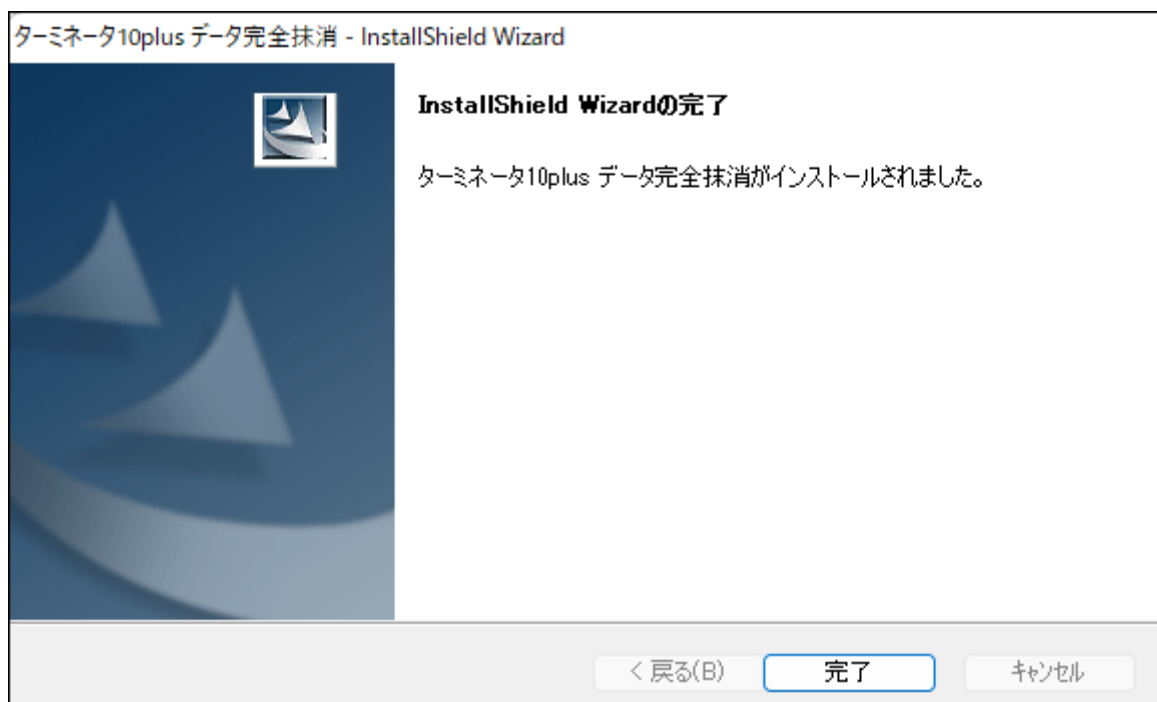 ターミネータ10plus データ完全抹消 - InstallShield Wizard
InstallShield Wizardの完了
ターミネータ10plus データ完全抹消がインストールされました。
< 戻る(B)
完了
キャンセル